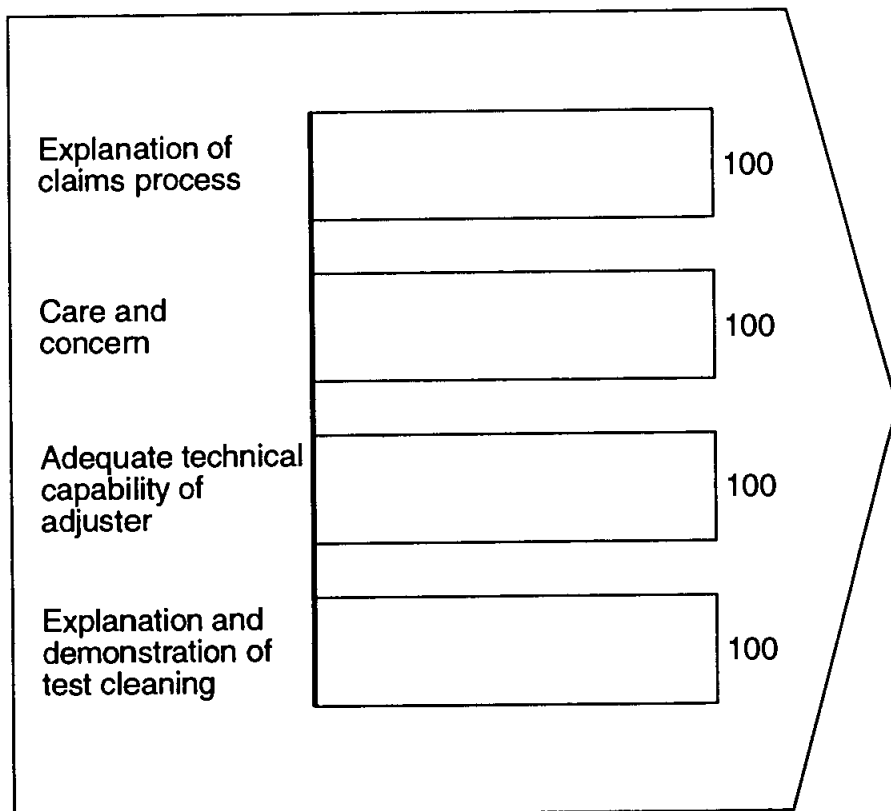 Explanation of
claims process
100
Care and
concern
100
Adequate technical
capability of
adjuster
100
Explanation and
demonstration of
test cleaning
100